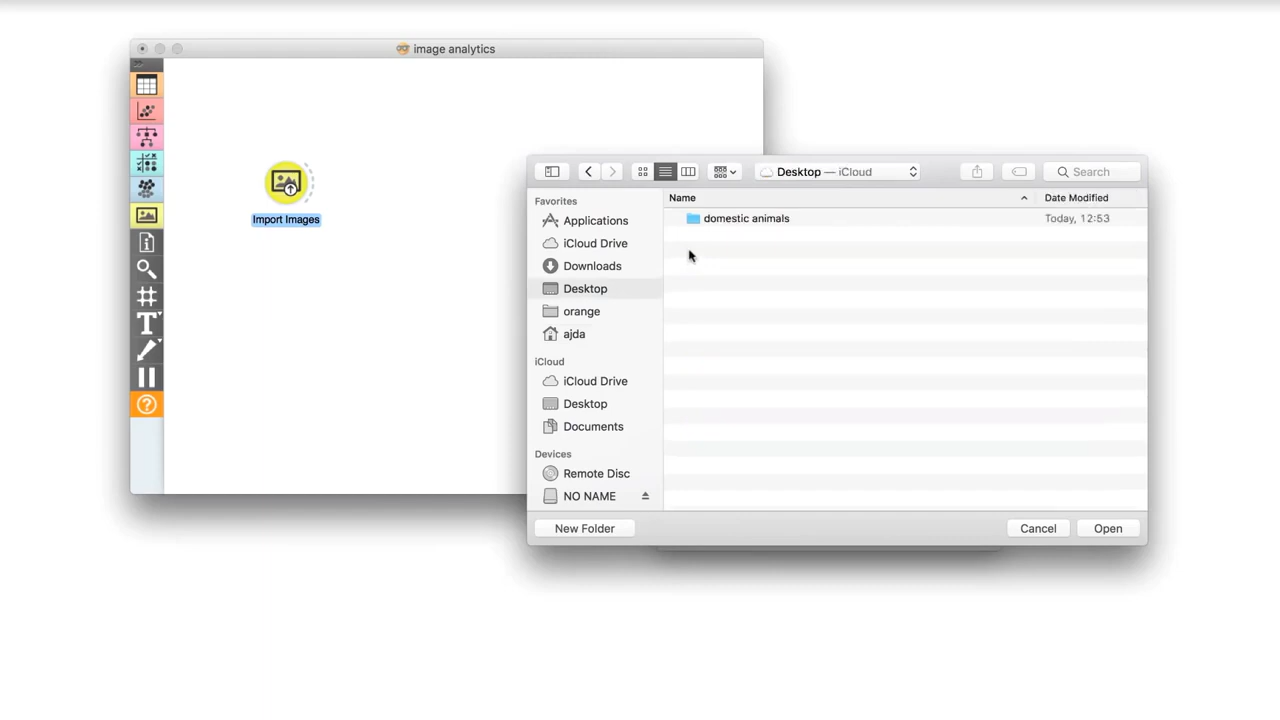 image analytics
Import Images
Desktop — iCloud
Search
Favorites
Applications
iCloud Drive
Downloads
Desktop
orange
ajda
iCloud
iCloud Drive
Desktop
Documents
Devices
Remote Disc
NO NAME
Name
Date Modified
domestic animals
Today, 12:53
New Folder
Cancel
Open